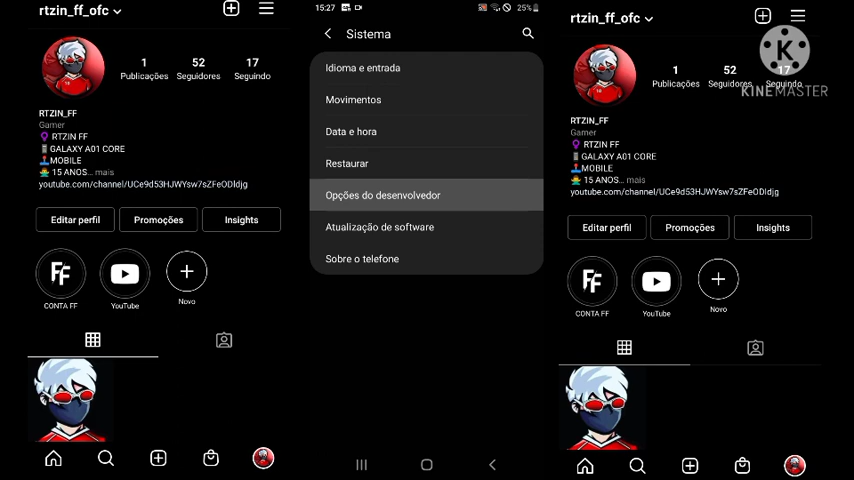 rtzin_ff_ofc
1 52 17
Publicações Seguidores Seguindo
RTZIN_FF
Gamer
RTZIN FF
GALAXY A01 CORE
MOBILE
15 ANOS... mais
youtube.com/channel/UCe9d53HJWYsw7sZFeODldjg
Editar perfil Promoções Insights
FF
CONTA FF YouTube Novo
15:27 25%
Sistema
Idioma e entrada
Movimentos
Data e hora
Restaurar
Opções do desenvolvedor
Atualização de software
Sobre o telefone
rtzin_ff_ofc
1 52 17
Publicações Seguidores Seguindo
K
KINEMASTER
RTZIN_FF
Gamer
RTZIN FF
GALAXY A01 CORE
MOBILE
15 ANOS... mais
youtube.com/channel/UCe9d53HJWYsw7sZFeODldjg
Editar perfil Promoções Insights
FF
CONTA FF YouTube Novo